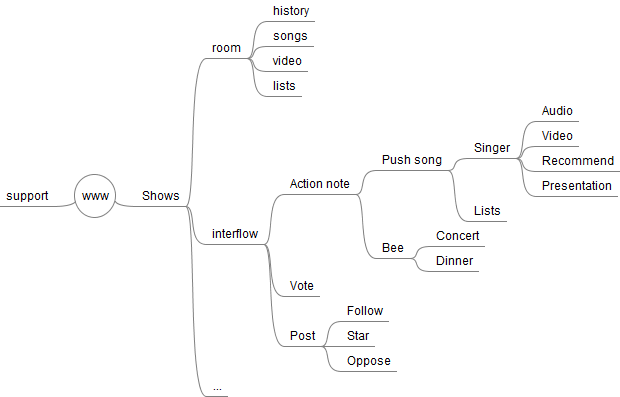 history
songs
room
video
lists
Audio
Video
Singer
Recommend
Push song
Presentation
Action note
support
www
Shows
Lists
interflow
Concert
Bee
Dinner
Vote
Follow
Post
Star
Oppose
...